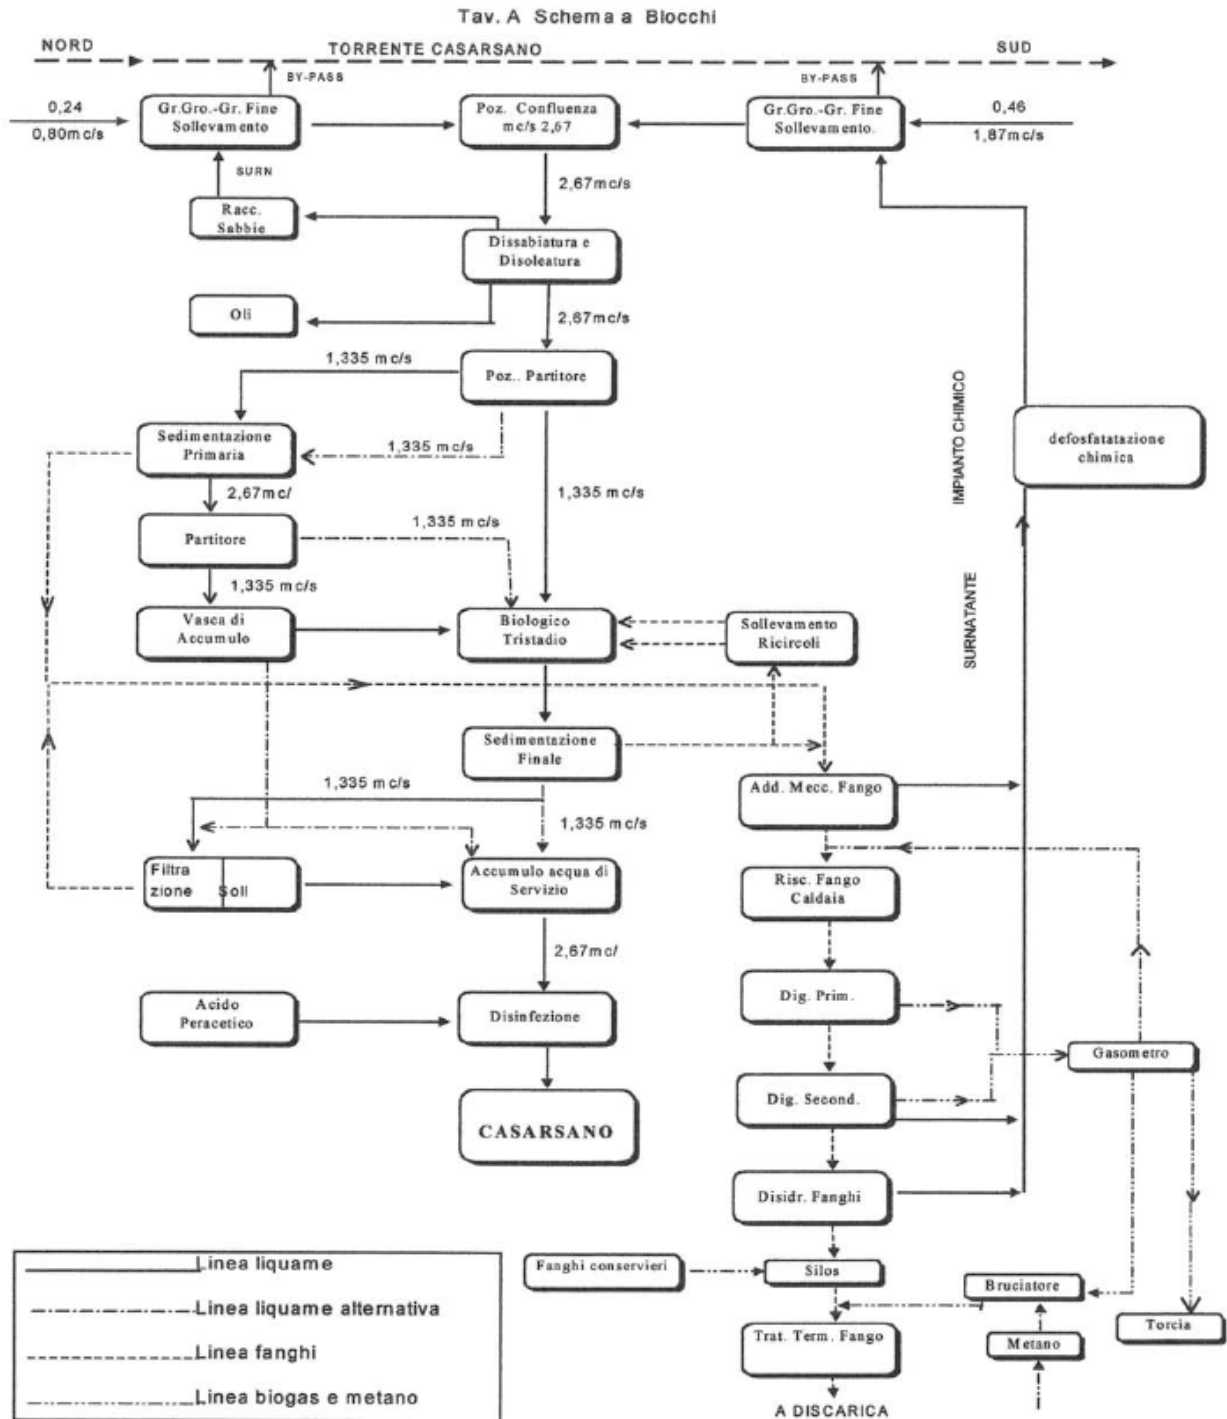 Tav. A Schema a Blocchi
NORD
TORRENTE CASARSANO
SUD
BY-PASS
BY-PASS
0,24
0,80mc/s
Gr.Gro.-Gr. Fine
Sollevamento
Poz. Confluenza
mc/s 2,67
Gr.Gro.-Gr. Fine
Sollevamento.
0,46
1,87mc/s
SURN
2,67mc/s
Racc.
Sabbie
Dissabiatura e
Disoleatura
Oli
2,67mc/s
1,335 mc/s
Poz.. Partitore
Sedimentazione
Primaria
1,335 mc/s
IMPIANTO CHIMICO
defosfatatazione
chimica
2,67mc/
1,335 mc/s
Partitore
1,335 mc/s
1,335 mc/s
Vasca di
Accumulo
Biologico
Tristadio
Sollevamento
Ricircoli
SURNATANTE
Sedimentazione
Finale
1,335 mc/s
1,335 mc/s
Add. Mecc. Fango
Filtra
zione
Soll
Accumulo acqua di
Servizio
Risc. Fango
Caldaia
2,67mc/
Acido
Peracetico
Disinfezione
Dig. Prim.
Gasometro
CASARSANO
Dig. Second.
Disidr. Fanghi
Linea liquame
Linea liquame alternativa
Linea fanghi
Linea biogas e metano
Fanghi conservieri
Silos
Bruciatore
Trat. Term. Fango
Metano
Torcia
A DISCARICA